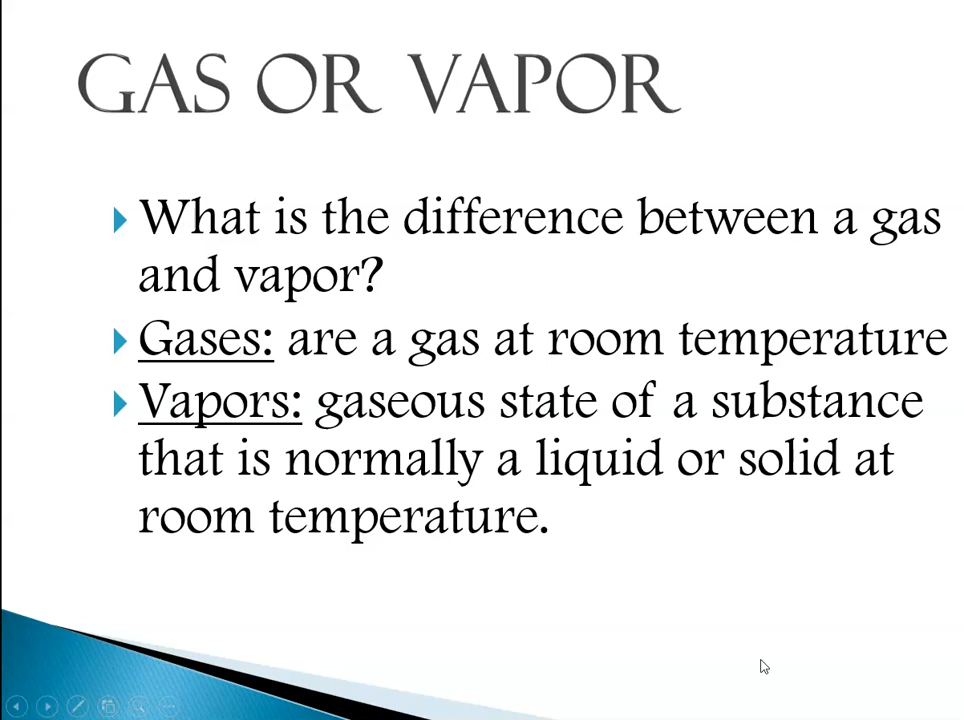 GAS OR VAPOR
What is the difference between a gas
and vapor?
Gases: are a gas at room temperature
Vapors: gaseous state of a substance
that is normally a liquid or solid at
room temperature.